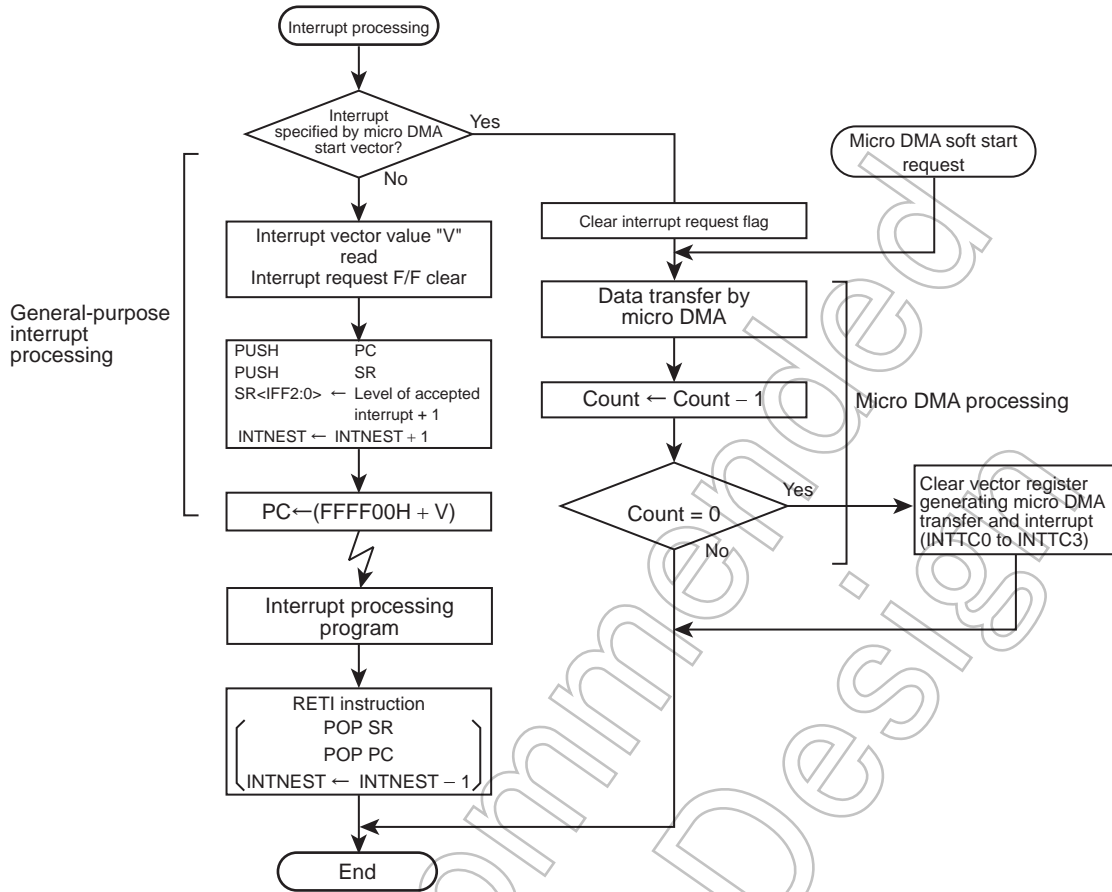 Interrupt processing
Interrupt
specified by micro DMA
start vector?
Yes
No
Micro DMA soft start
request
General-purpose
interrupt
processing
Interrupt vector value "V"
read
Interrupt request F/F clear
Clear interrupt request flag
PUSH PC
PUSH SR
SR<IFF2:0> ← Level of accepted
interrupt + 1
INTNEST ← INTNEST + 1
Data transfer by
micro DMA
Count ← Count – 1
Micro DMA processing
PC←(FFFF00H + V)
Count = 0
Yes
No
Clear vector register
generating micro DMA
transfer and interrupt
(INTTC0 to INTTC3)
Interrupt processing
program
RETI instruction
POP SR
POP PC
INTNEST ← INTNEST – 1
End
ommended
Design